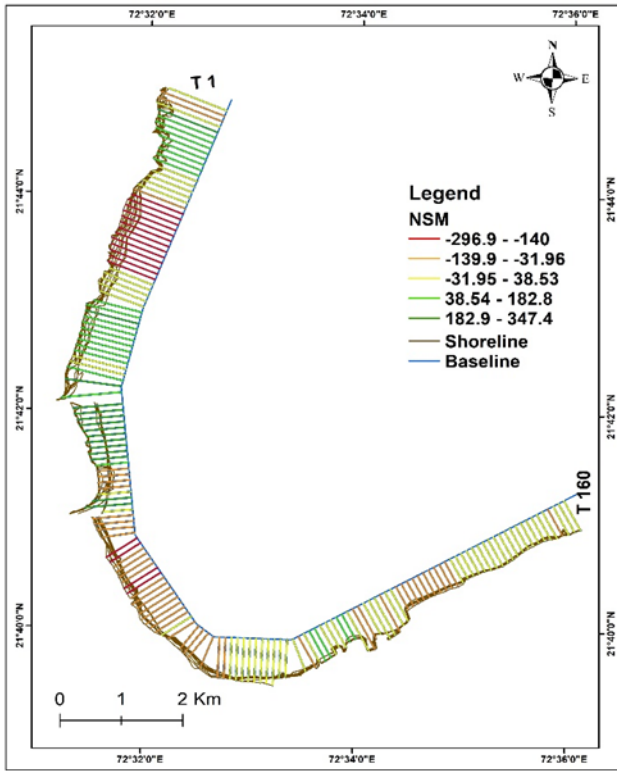 72°32'0"E 72°34'0"E 72°36'0"E
N
W E
S
T 1
21°44'0"N 21°44'0"N
Legend
NSM
-296.9 - -140
-139.9 - -31.96
-31.95 - 38.53
38.54 - 182.8
182.9 - 347.4
Shoreline
Baseline
21°42'0"N 21°42'0"N
T 160
21°40'0"N 21°40'0"N
0 1 2 Km
72°32'0"E 72°34'0"E 72°36'0"E